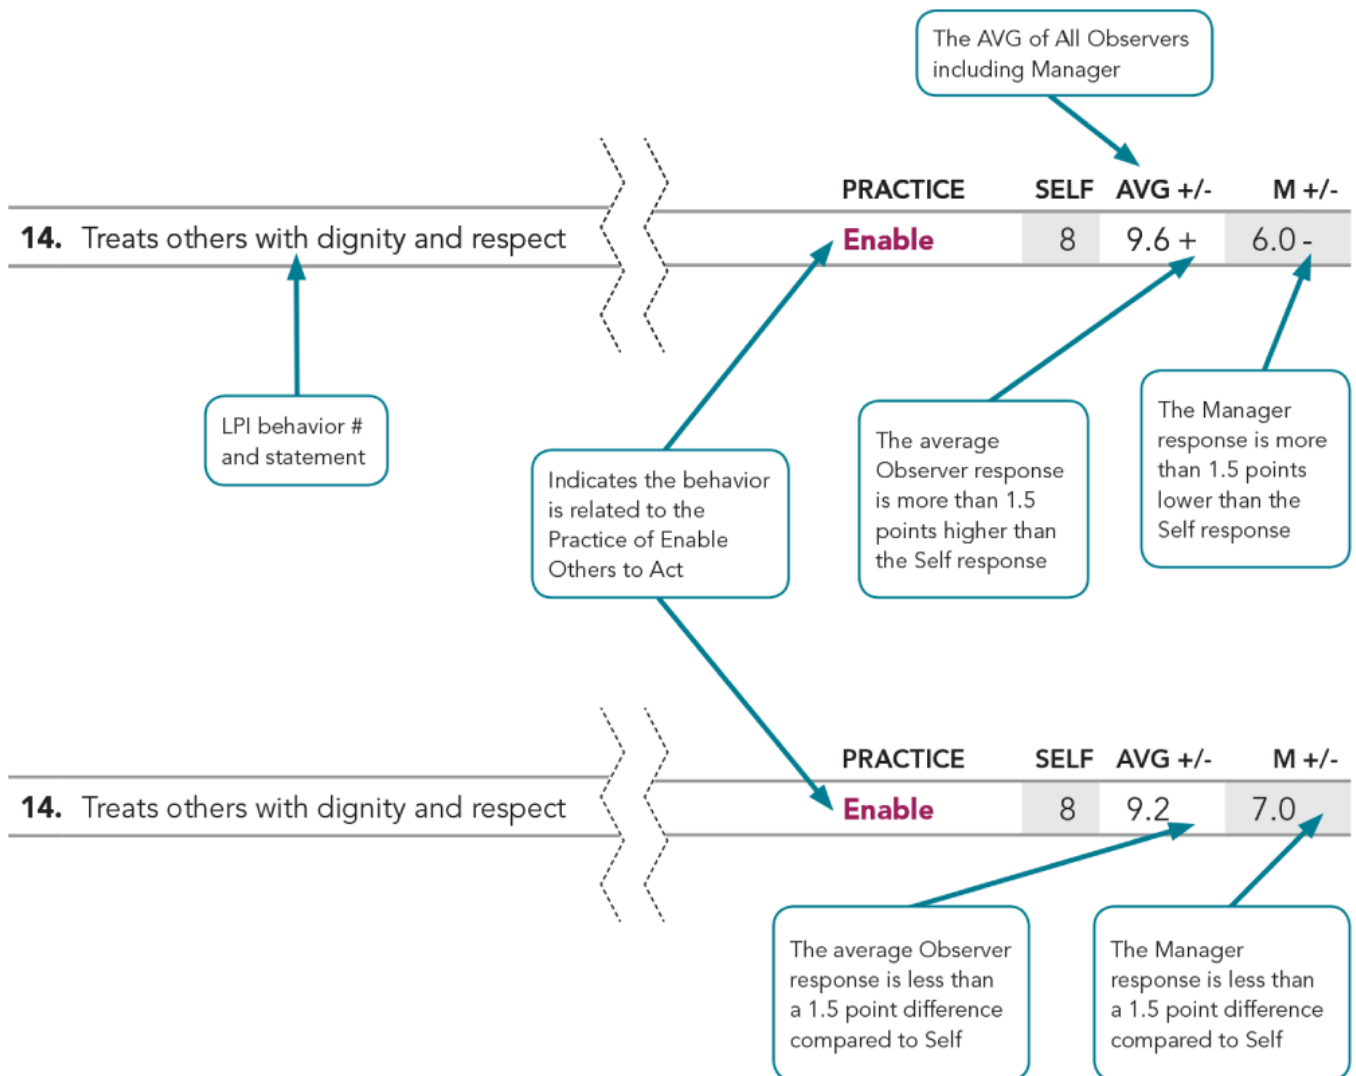 The AVG of All Observers
including Manager
PRACTICE SELF AVG +/- M +/-
14. Treats others with dignity and respect Enable 8 9.6 + 6.0 -
LPI behavior #
and statement
Indicates the behavior
is related to the
Practice of Enable
Others to Act
The average
Observer response
is more than 1.5
points higher than
the Self response
The Manager
response is more
than 1.5 points
lower than the
Self response
PRACTICE SELF AVG +/- M +/-
14. Treats others with dignity and respect Enable 8 9.2 7.0
The average Observer
response is less than
a 1.5 point difference
compared to Self
The Manager
response is less than
a 1.5 point difference
compared to Self